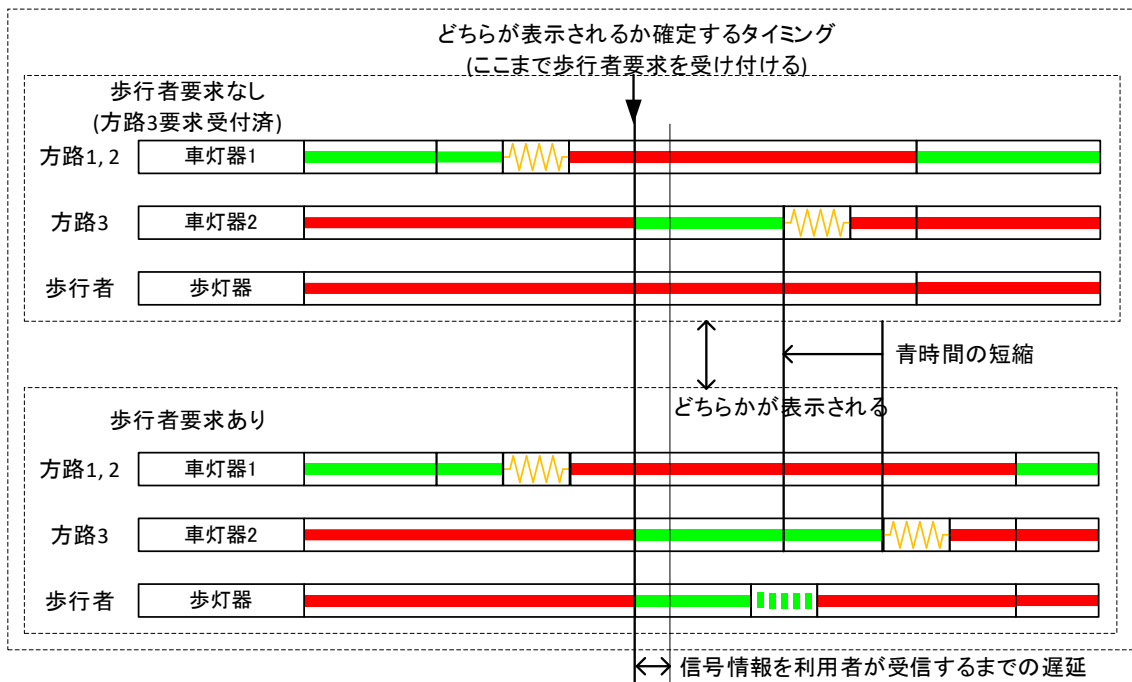 どちらが表示されるか確定するタイミング
(ここまで歩行者要求を受け付ける)
歩行者要求なし
(方路3要求受付済)
方路1, 2 車灯器1
方路3 車灯器2
歩行者 歩灯器
青時間の短縮
どちらかが表示される
歩行者要求あり
方路1, 2 車灯器1
方路3 車灯器2
歩行者 歩灯器
信号情報を利用者が受信するまでの遅延